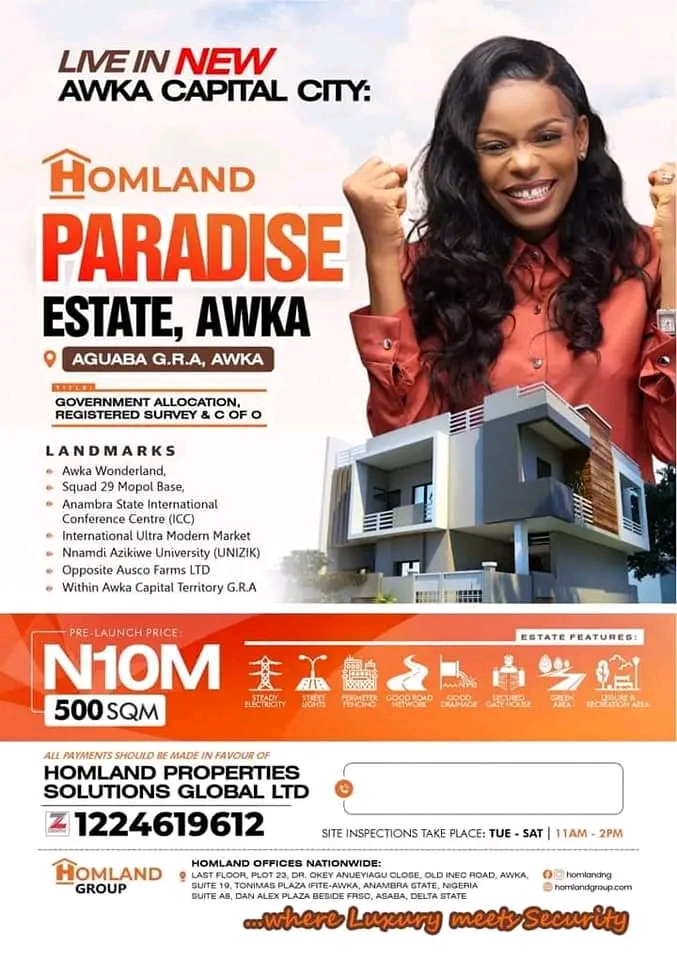 LIVE IN NEW
AWKA CAPITAL CITY:
HOMLAND
PARADISE
ESTATE, AWKA
AGUABA G.R.A, AWKA
TITLE:
GOVERNMENT ALLOCATION,
REGISTERED SURVEY & C OF O
LANDMARKS
Awka Wonderland,
Squad 29 Mopol Base,
Anambra State International
Conference Centre (ICC)
International Ultra Modern Market
Nnamdi Azikiwe University (UNIZIK)
Opposite Ausco Farms LTD
Within Awka Capital Territory G.R.A
PRE-LAUNCH PRICE:
N10M
500 SQM
ESTATE FEATURES:
STEADY
ELECTRICITY
STREET
LIGHTS
PERIMETER
FENCING
GOOD ROAD
NETWORK
GOOD
DRAINAGE
SECURED
GATE HOUSE
GREEN
AREA
LEISURE &
RECREATION AREA
ALL PAYMENTS SHOULD BE MADE IN FAVOUR OF
HOMLAND PROPERTIES
SOLUTIONS GLOBAL LTD
ZENITH
1224619612
SITE INSPECTIONS TAKE PLACE: TUE - SAT | 11AM - 2PM
HOMLAND
GROUP
HOMLAND OFFICES NATIONWIDE:
LAST FLOOR, PLOT 23, DR. OKEY ANUEYIAGU CLOSE, OLD INEC ROAD, AWKA,
SUITE 19, TONIMAS PLAZA IFITE-AWKA, ANAMBRA STATE, NIGERIA
SUITE A8, DAN ALEX PLAZA BESIDE FRSC, ASABA, DELTA STATE
homlandng
homlandgroup.com
...where Luxury meets Security